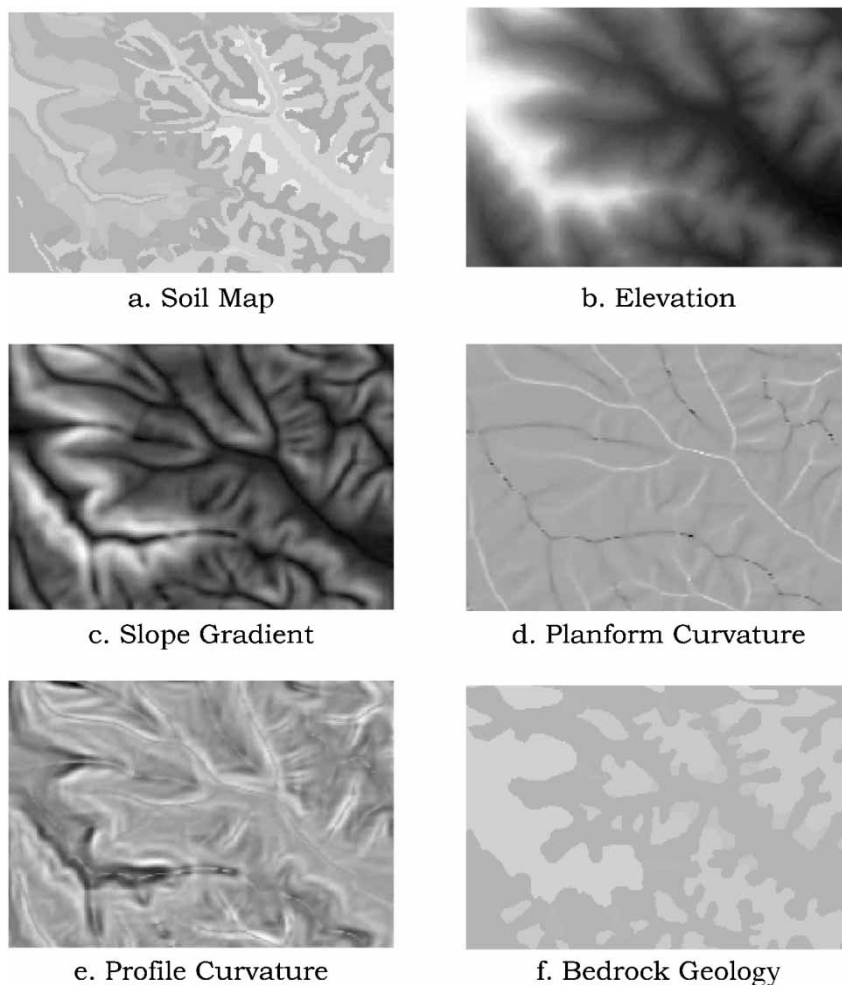 a. Soil Map
b. Elevation
c. Slope Gradient
d. Planform Curvature
e. Profile Curvature
f. Bedrock Geology